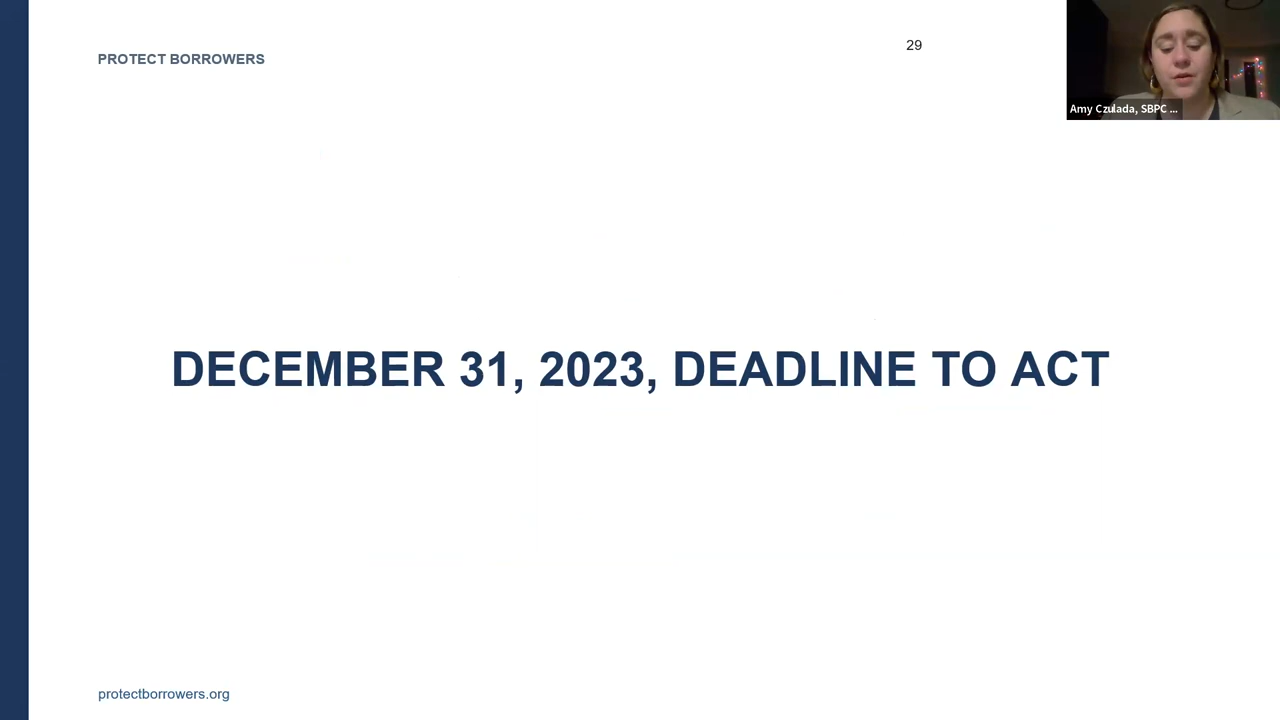 PROTECT BORROWERS
29
Amy Czulada, SBPC ...
DECEMBER 31, 2023, DEADLINE TO ACT
protectborrowers.org